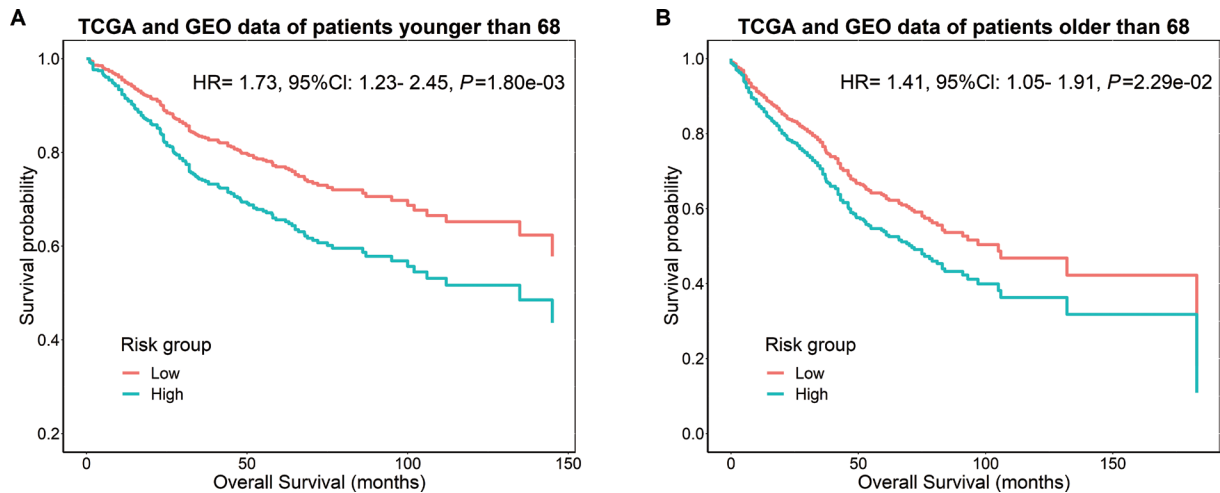 A
TCGA and GEO data of patients younger than 68
HR= 1.73, 95%CI: 1.23- 2.45, P=1.80e-03
Survival probability
1.0
0.8
0.6
0.4
0.2
Risk group
Low
High
0
50
100
150
Overall Survival (months)
B
TCGA and GEO data of patients older than 68
HR= 1.41, 95%CI: 1.05- 1.91, P=2.29e-02
Survival probability
1.0
0.8
0.6
0.4
0.2
0.0
Risk group
Low
High
0
50
100
150
Overall Survival (months)